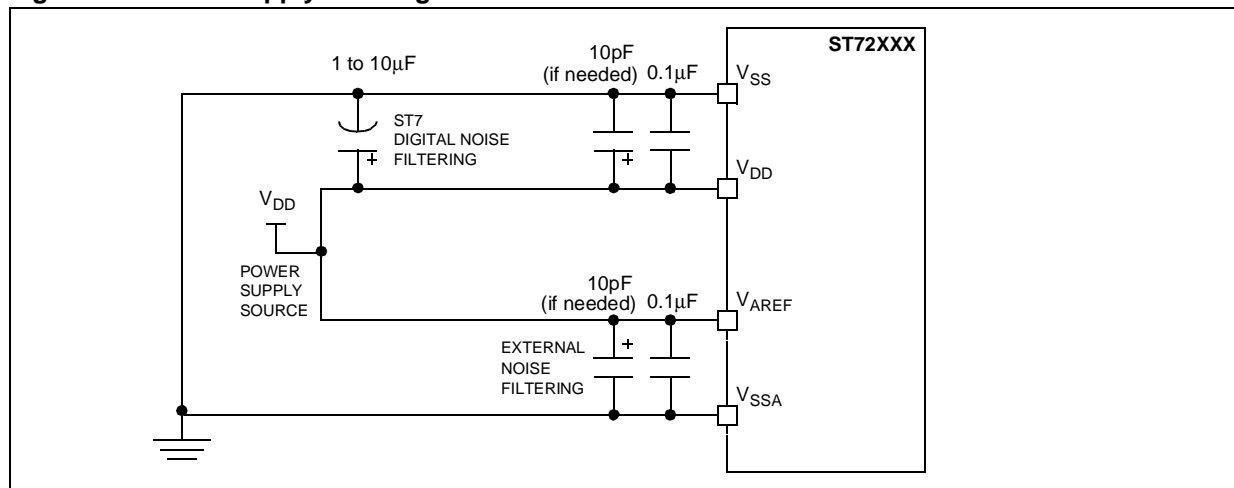 ST72XXX
10pF
(if needed) 0.1μF
1 to 10μF
VSS
ST7
DIGITAL NOISE
FILTERING
+
+
VDD
VDD
POWER
SUPPLY
SOURCE
10pF
(if needed) 0.1μF
VAREF
EXTERNAL
NOISE
FILTERING
+
VSSA